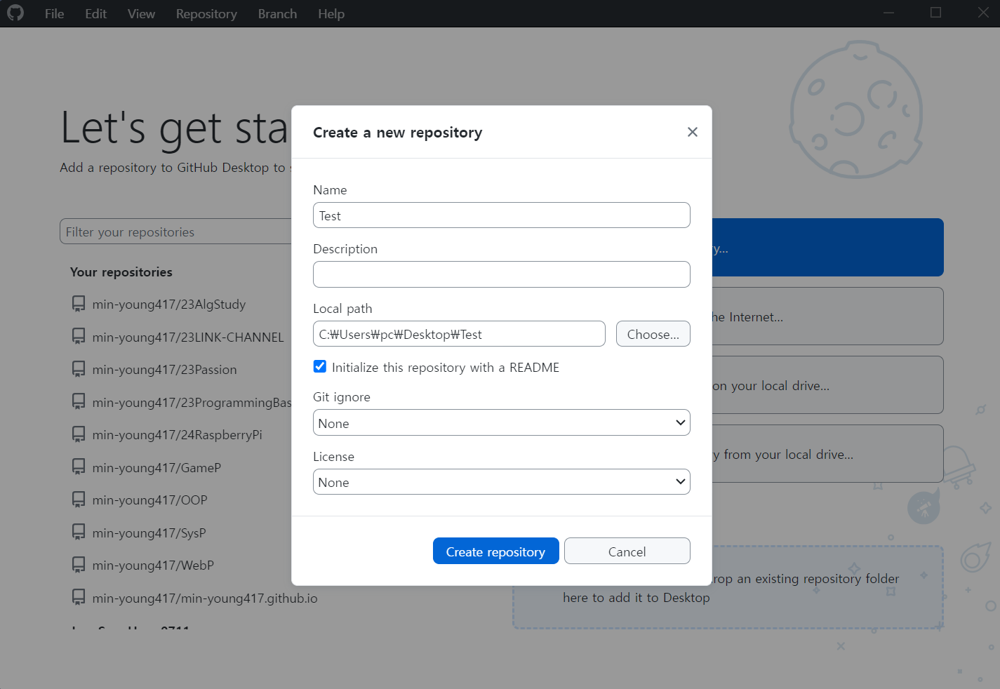 File Edit View Repository Branch Help
Let's get sta
Add a repository to GitHub Desktop to
Filter your repositories
Your repositories
min-young417/23AlgStudy
min-young417/23LINK-CHANNEL
min-young417/23Passion
min-young417/23ProgrammingBas
min-young417/24RaspberryPi
min-young417/GameP
min-young417/OOP
min-young417/SysP
min-young417/WebP
min-young417/min-young417.github.io
Create a new repository
Name
Test
Description
Local path
C:₩Users₩pc₩Desktop₩Test
Choose...
Initialize this repository with a README
Git ignore
None
License
None
Create repository
Cancel
y...
he Internet...
on your local drive...
y from your local drive...
rop an existing repository folder
here to add it to Desktop